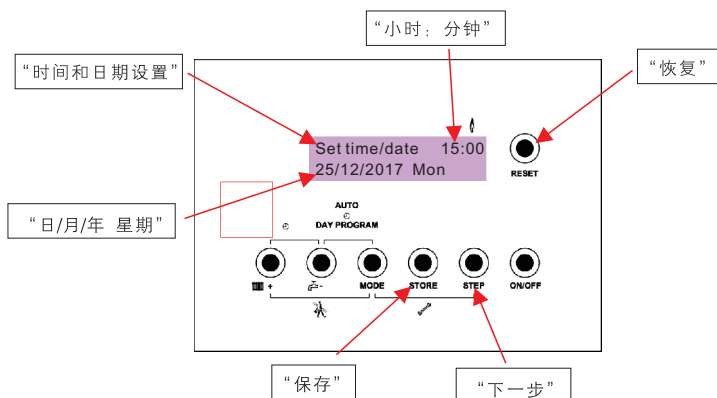 “小时：分钟”
“时间和日期设置”
“恢复”
Set time/date 15:00
25/12/2017 Mon
RESET
“日/月/年 星期”
AUTO
DAY PROGRAM
+
-
MODE
STORE
STEP
ON/OFF
“保存”
“下一步”